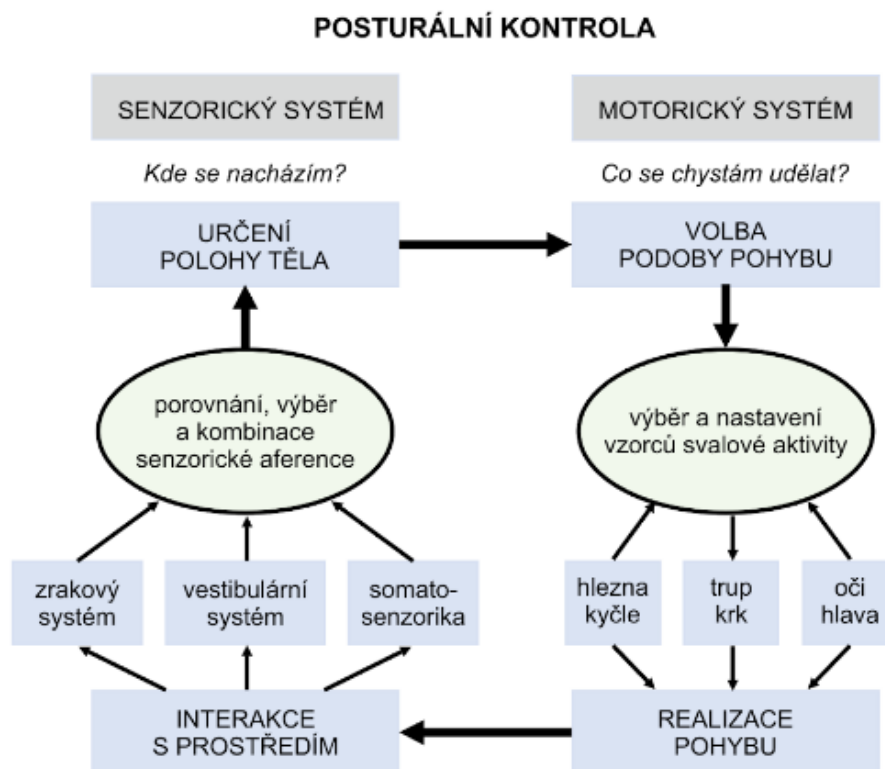 POSTURÁLNÍ KONTROLA
SENZORICKÝ SYSTÉM
MOTORICKÝ SYSTÉM
Kde se nacházím?
Co se chystám udělat?
URČENÍ
POLOHY TĚLA
VOLBA
PODOBY POHYBU
porovnání, výběr
a kombinace
senzorické aference
výběr a nastavení
vzorců svalové aktivity
zrakový
systém
vestibulární
systém
somato-
senzorika
hlezna
kyčle
trup
krk
oči
hlava
INTERAKCE
S PROSTŘEDÍM
REALIZACE
POHYBU